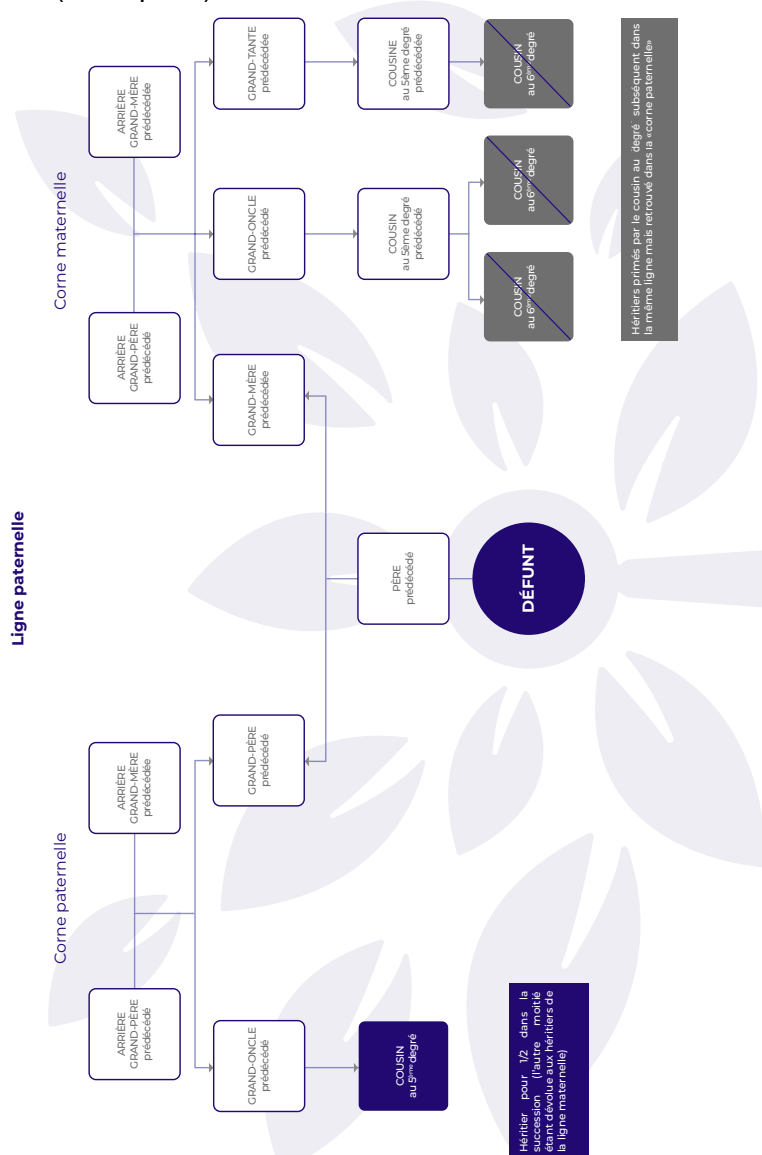 Ligne paternelle
Corne paternelle
Corne maternelle
ARRIÈRE
GRAND-PÈRE
prédécédé
ARRIÈRE
GRAND-MÈRE
prédécédée
ARRIÈRE
GRAND-PÈRE
prédécédé
ARRIÈRE
GRAND-MÈRE
prédécédée
GRAND-ONCLE
prédécédé
GRAND-PÈRE
prédécédé
GRAND-MÈRE
prédécédée
GRAND-ONCLE
prédécédé
GRAND-TANTE
prédécédée
COUSIN
au 5ème degré
PÈRE
prédécédé
COUSIN
au 5ème degré
prédécédé
COUSINE
au 5ème degré
prédécédée
DÉFUNT
COUSIN
au 6ème degré
COUSIN
au 6ème degré
COUSIN
au 6ème degré
Héritier pour 1/2 dans la
succession (l'autre moitié
étant dévolue aux héritiers de
la ligne maternelle)
Héritiers primés par le cousin au degré subséquent dans
la même ligne mais retrouvé dans la «corne paternelle»